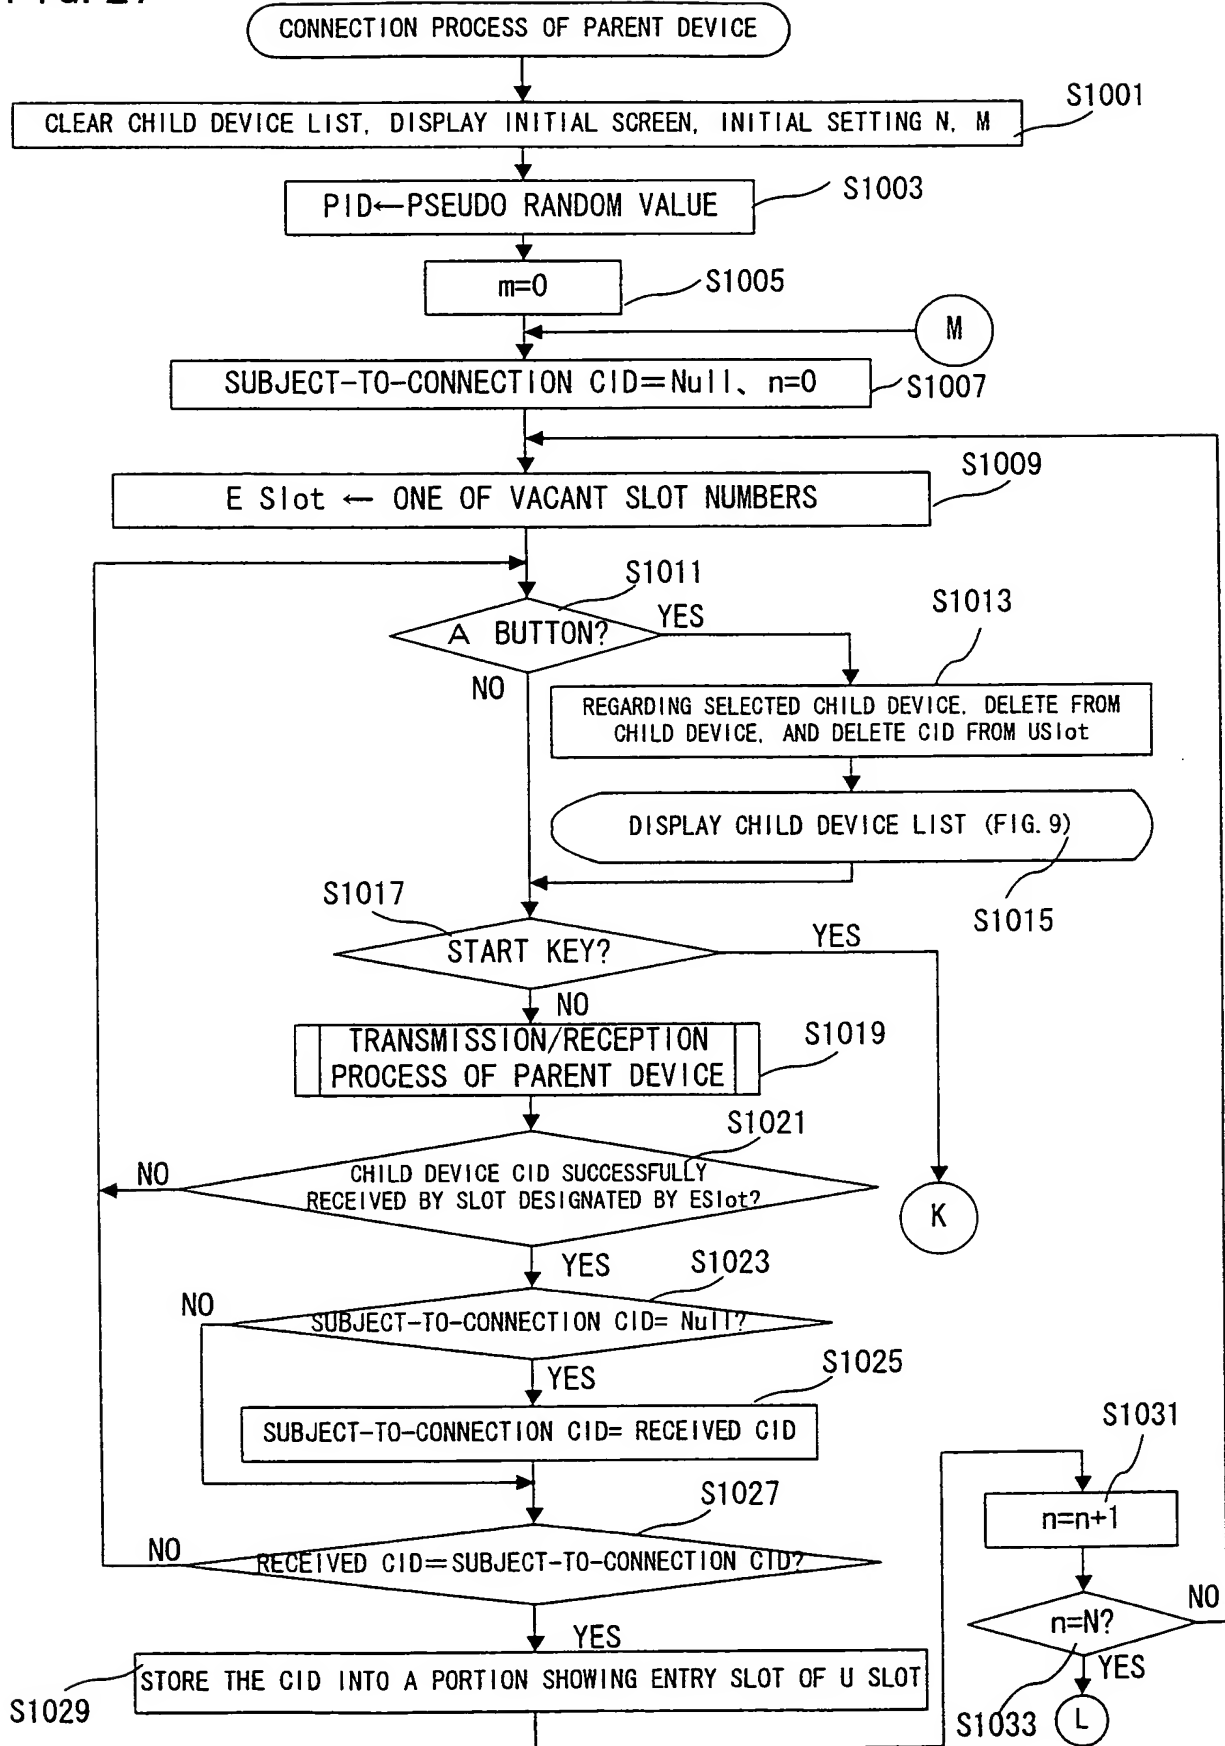 CONNECTION PROCESS OF PARENT DEVICE
S1001
CLEAR CHILD DEVICE LIST, DISPLAY INITIAL SCREEN, INITIAL SETTING N, M
S1003
PID←PSEUDO RANDOM VALUE
m=0
S1005
M
SUBJECT-TO-CONNECTION CID=Null、n=0
S1007
S1009
E Slot ← ONE OF VACANT SLOT NUMBERS
S1011
A BUTTON?
YES
NO
S1013
REGARDING SELECTED CHILD DEVICE, DELETE FROM
CHILD DEVICE, AND DELETE CID FROM USlot
DISPLAY CHILD DEVICE LIST (FIG. 9)
S1015
S1017
START KEY?
YES
NO
TRANSMISSION/RECEPTION
PROCESS OF PARENT DEVICE
S1019
S1021
CHILD DEVICE CID SUCCESSFULLY
RECEIVED BY SLOT DESIGNATED BY ESlot?
NO
K
YES
S1023
NO
SUBJECT-TO-CONNECTION CID= Null?
YES
S1025
SUBJECT-TO-CONNECTION CID= RECEIVED CID
S1027
NO
RECEIVED CID=SUBJECT-TO-CONNECTION CID?
YES
STORE THE CID INTO A PORTION SHOWING ENTRY SLOT OF U SLOT
S1029
S1031
n=n+1
n=N?
NO
YES
S1033
L